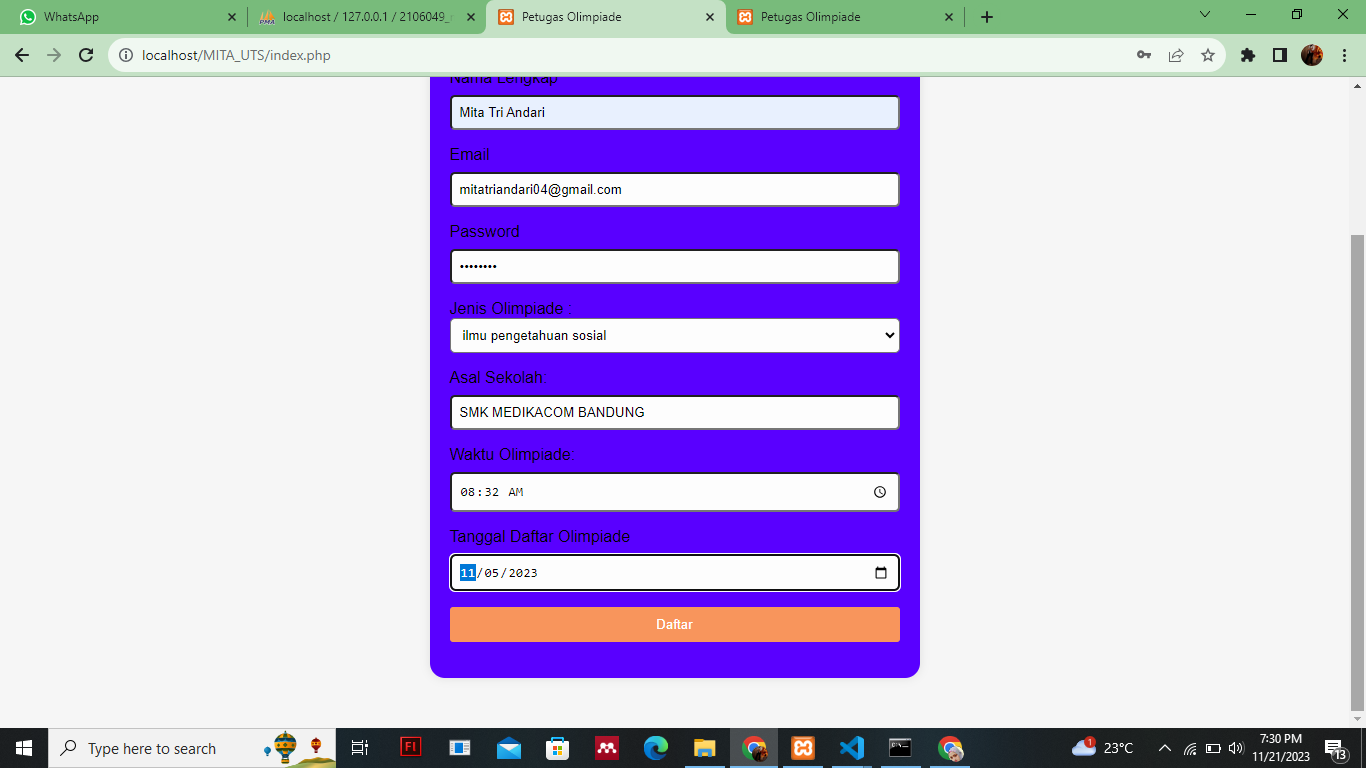 WhatsApp
localhost / 127.0.0.1 / 2106049_
Petugas Olimpiade
Petugas Olimpiade
localhost/MITA_UTS/index.php
Nama Lengkap
Mita Tri Andari
Email
mitatriandari04@gmail.com
Password
••••••••
Jenis Olimpiade :
ilmu pengetahuan sosial
Asal Sekolah:
SMK MEDIKACOM BANDUNG
Waktu Olimpiade
08:32 AM
Tanggal Daftar Olimpiade
11/05/2023
Daftar
Type here to search
23°C
7:30 PM
11/21/2023
13